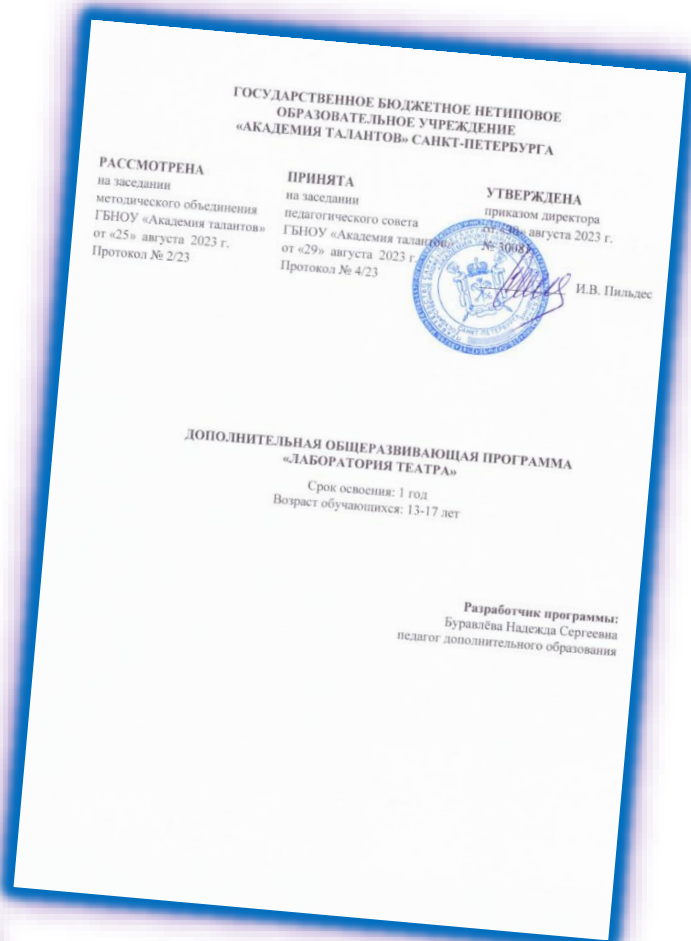 ГОСУДАРСТВЕННОЕ БЮДЖЕТНОЕ НЕТИПОВОЕ
ОБРАЗОВАТЕЛЬНОЕ УЧРЕЖДЕНИЕ
«АКАДЕМИЯ ТАЛАНТОВ» САНКТ-ПЕТЕРБУРГА
РАССМОТРЕНА
на заседании
методического объединения
ГБНОУ «Академия талантов»
от «25» августа 2023 г.
Протокол № 2/23
ПРИНЯТА
на заседании
педагогического совета
ГБНОУ «Академия талантов»
от «29» августа 2023 г.
Протокол № 4/23
УТВЕРЖДЕНА
приказом директора
августа 2023 г.
И.В. Пильдес
САНКТ-ПЕТЕРБУРГ
ДОПОЛНИТЕЛЬНАЯ ОБЩЕРАЗВИВАЮЩАЯ ПРОГРАММА
«ЛАБОРАТОРИЯ ТЕАТРА»
Срок освоения: 1 год
Возраст обучающихся: 13-17 лет
Разработчик программы:
Буравлёва Надежда Сергеевна
педагог дополнительного образования